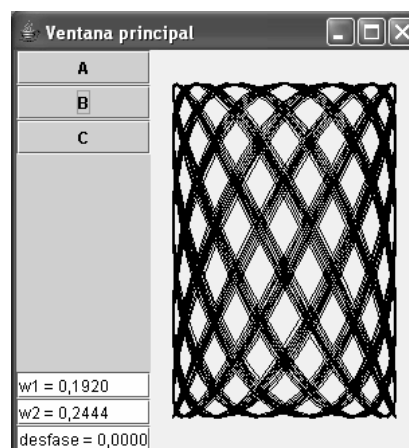 Ventana principal
A
B
C
w1 = 0,1920
w2 = 0,2444
desfase = 0,0000